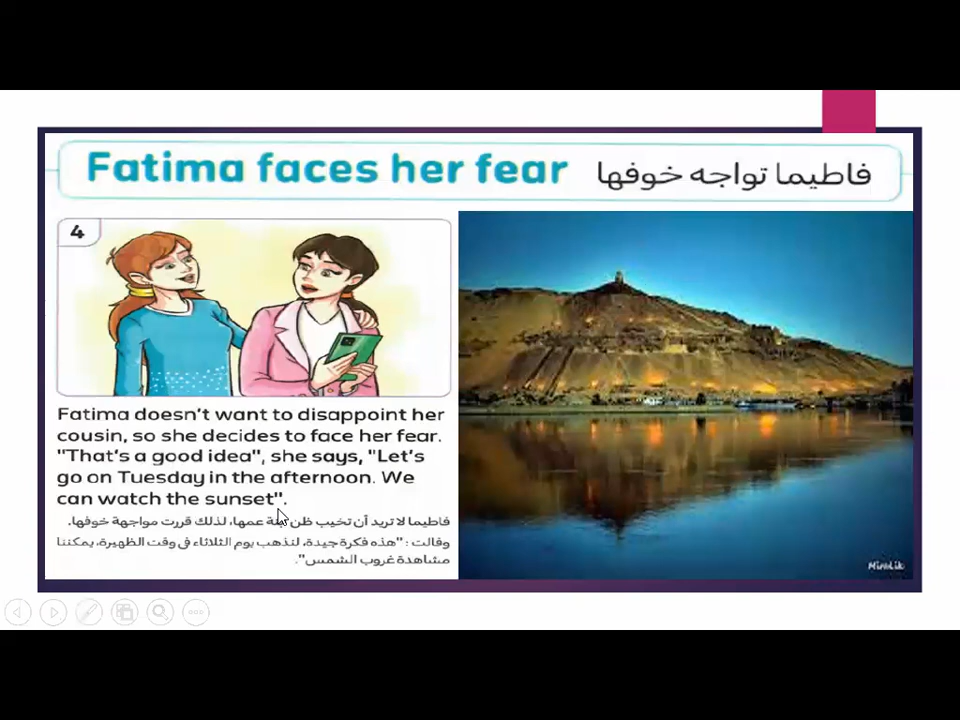 Fatima faces her fear فاطيما تواجه خوفها
4
Fatima doesn't want to disappoint her
cousin, so she decides to face her fear.
"That's a good idea", she says, "Let's
go on Tuesday in the afternoon. We
can watch the sunset".
فاطيما لا تريد أن تخيب ظن عمها، لذلك قررت مواجهة خوفها.
وقالت : "هذه فكرة جيدة، لنذهب يوم الثلاثاء في وقت الظهيرة، يمكننا
مشاهدة غروب الشمس".